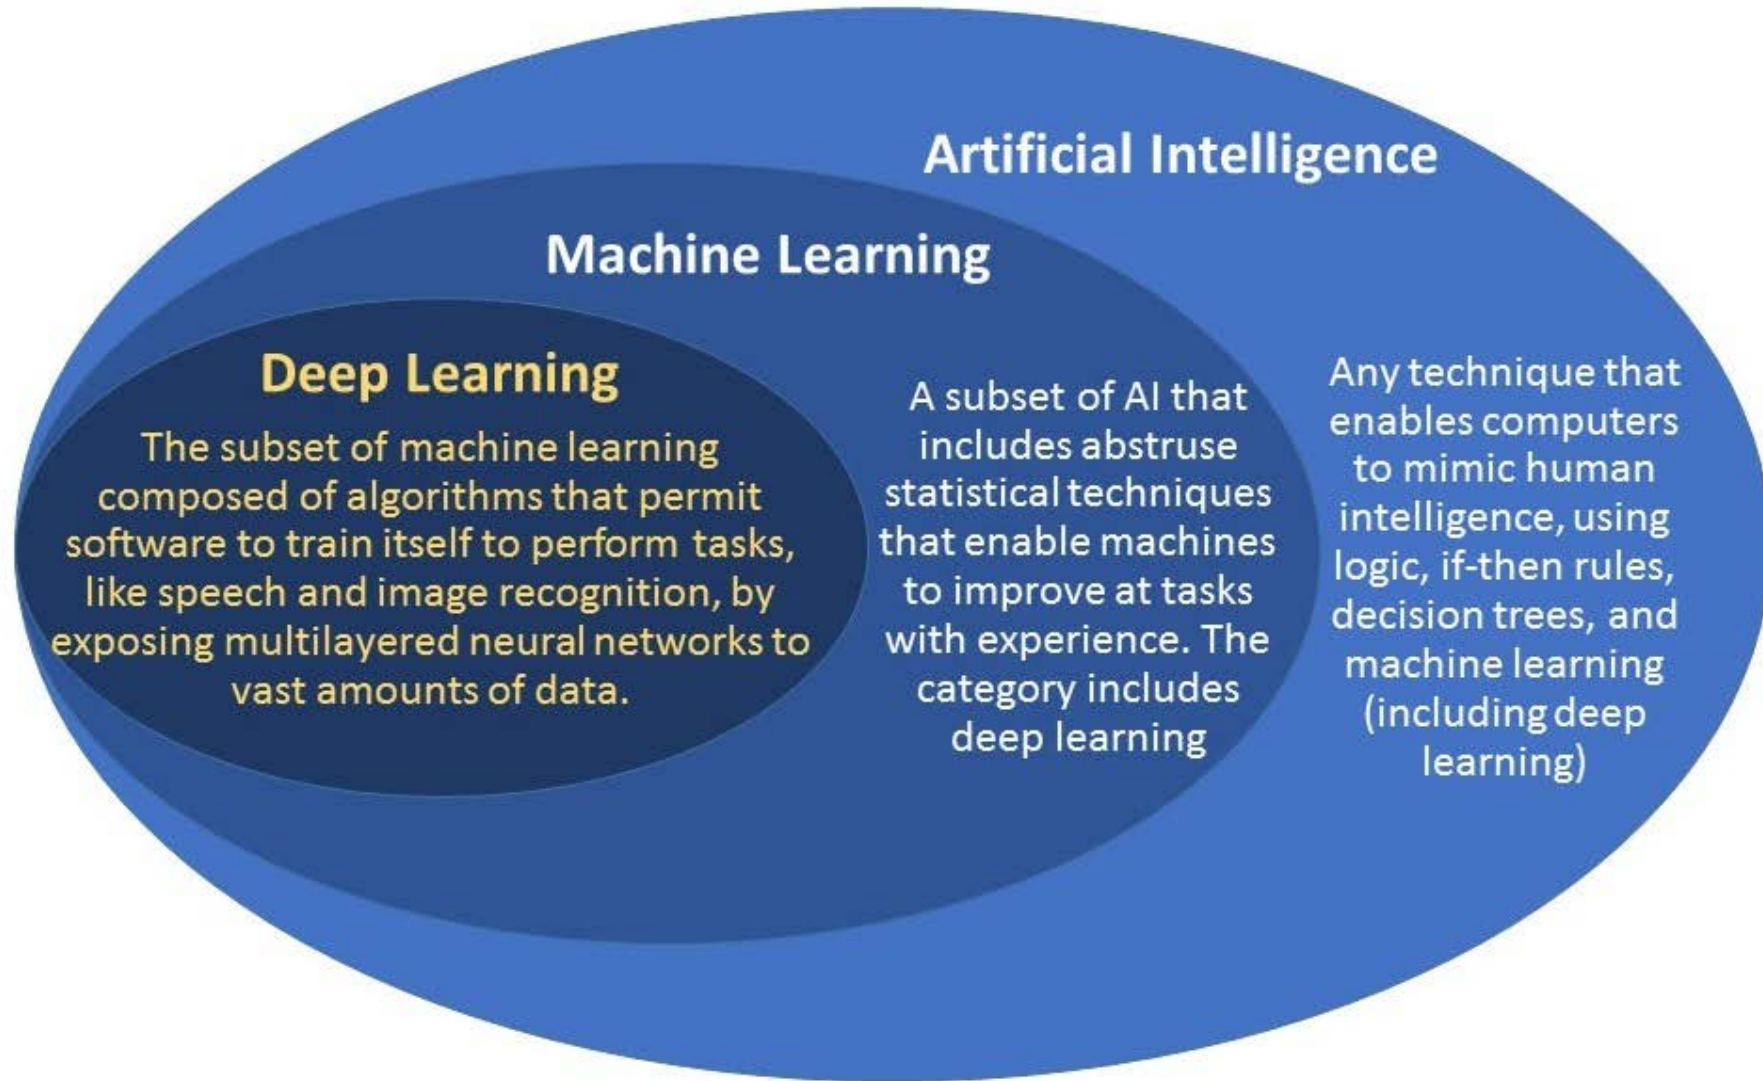 Artificial Intelligence
Machine Learning
Deep Learning
The subset of machine learning
composed of algorithms that permit
software to train itself to perform tasks,
like speech and image recognition, by
exposing multilayered neural networks to
vast amounts of data.
A subset of AI that
includes abstruse
statistical techniques
that enable machines
to improve at tasks
with experience. The
category includes
deep learning
Any technique that
enables computers
to mimic human
intelligence, using
logic, if-then rules,
decision trees, and
machine learning
(including deep
learning)